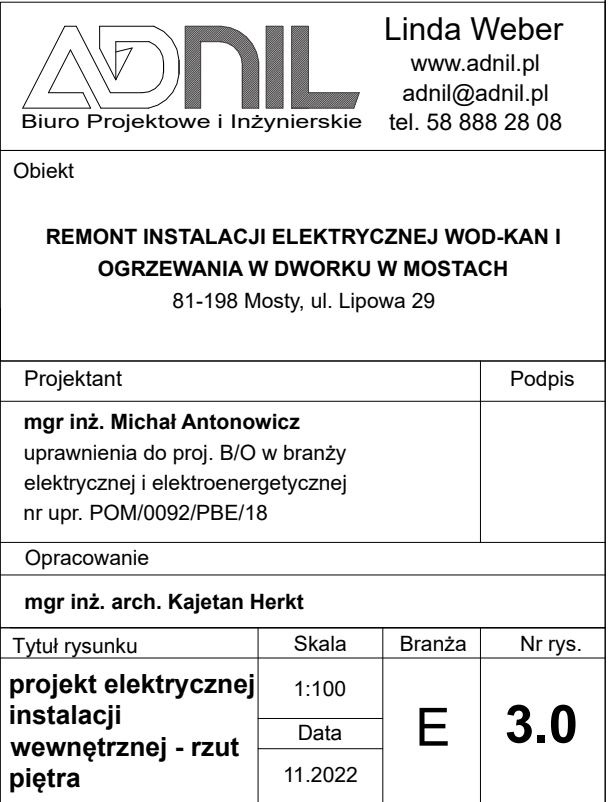 ADNIL
Biuro Projektowe i Inżynierskie
Linda Weber
www.adnil.pl
adnil@adnil.pl
tel. 58 888 28 08
Obiekt
REMONT INSTALACJI ELEKTRYCZNEJ WOD-KAN I
OGRZEWANIA W DWORKU W MOSTACH
81-198 Mosty, ul. Lipowa 29
Projektant
Podpis
mgr inż. Michał Antonowicz
uprawnienia do proj. B/O w branży
elektrycznej i elektroenergetycznej
nr upr. POM/0092/PBE/18
Opracowanie
mgr inż. arch. Kajetan Herkt
Tytuł rysunku
projekt elektrycznej
instalacji
wewnętrznej - rzut
piętra
Skala
1:100
Data
11.2022
Branża
E
Nr rys.
3.0